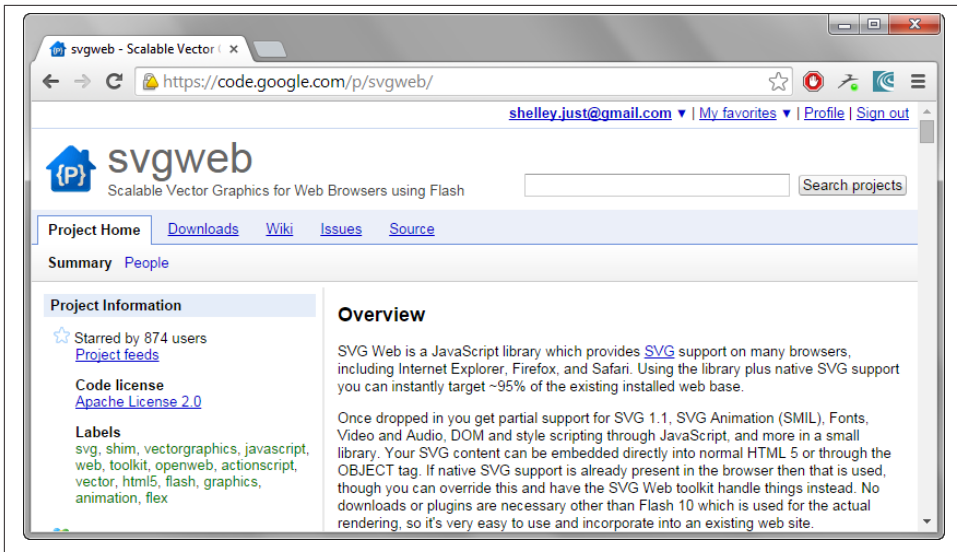 svgweb - Scalable Vector (
https://code.google.com/p/svgweb/
shelley.just@gmail.com ▼ | My favorites ▼ | Profile | Sign out
{P}
svgweb
Scalable Vector Graphics for Web Browsers using Flash
Search projects
Project Home Downloads Wiki Issues Source
Summary People
Project Information
Starred by 874 users
Project feeds
Code license
Apache License 2.0
Labels
svg, shim, vectorgraphics, javascript,
web, toolkit, openweb, actionscript,
vector, html5, flash, graphics,
animation, flex
Overview
SVG Web is a JavaScript library which provides SVG support on many browsers,
including Internet Explorer, Firefox, and Safari. Using the library plus native SVG support
you can instantly target ~95% of the existing installed web base.
Once dropped in you get partial support for SVG 1.1, SVG Animation (SMIL), Fonts,
Video and Audio, DOM and style scripting through JavaScript, and more in a small
library. Your SVG content can be embedded directly into normal HTML 5 or through the
OBJECT tag. If native SVG support is already present in the browser then that is used,
though you can override this and have the SVG Web toolkit handle things instead. No
downloads or plugins are necessary other than Flash 10 which is used for the actual
rendering, so it's very easy to use and incorporate into an existing web site.